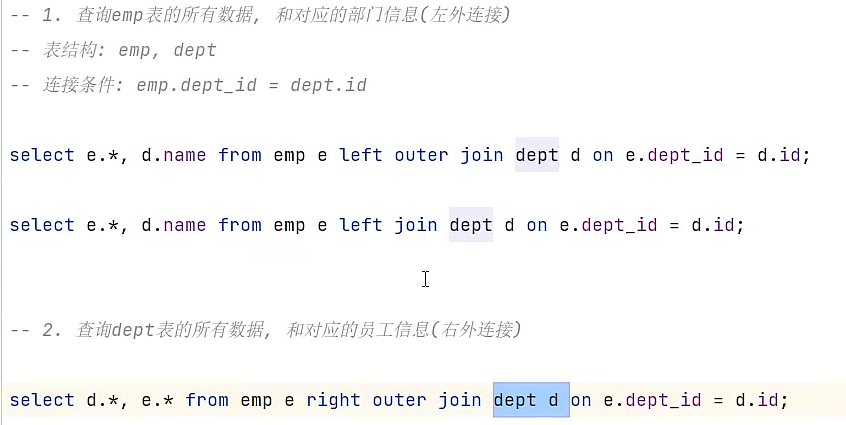 -- 1. 查询emp表的所有数据, 和对应的部门信息(左外连接)
-- 表结构: emp, dept
-- 连接条件: emp.dept_id = dept.id
select e.*, d.name from emp e left outer join dept d on e.dept_id = d.id;
select e.*, d.name from emp e left join dept d on e.dept_id = d.id;
-- 2. 查询dept表的所有数据, 和对应的员工信息(右外连接)
select d.*, e.* from emp e right outer join dept d on e.dept_id = d.id;